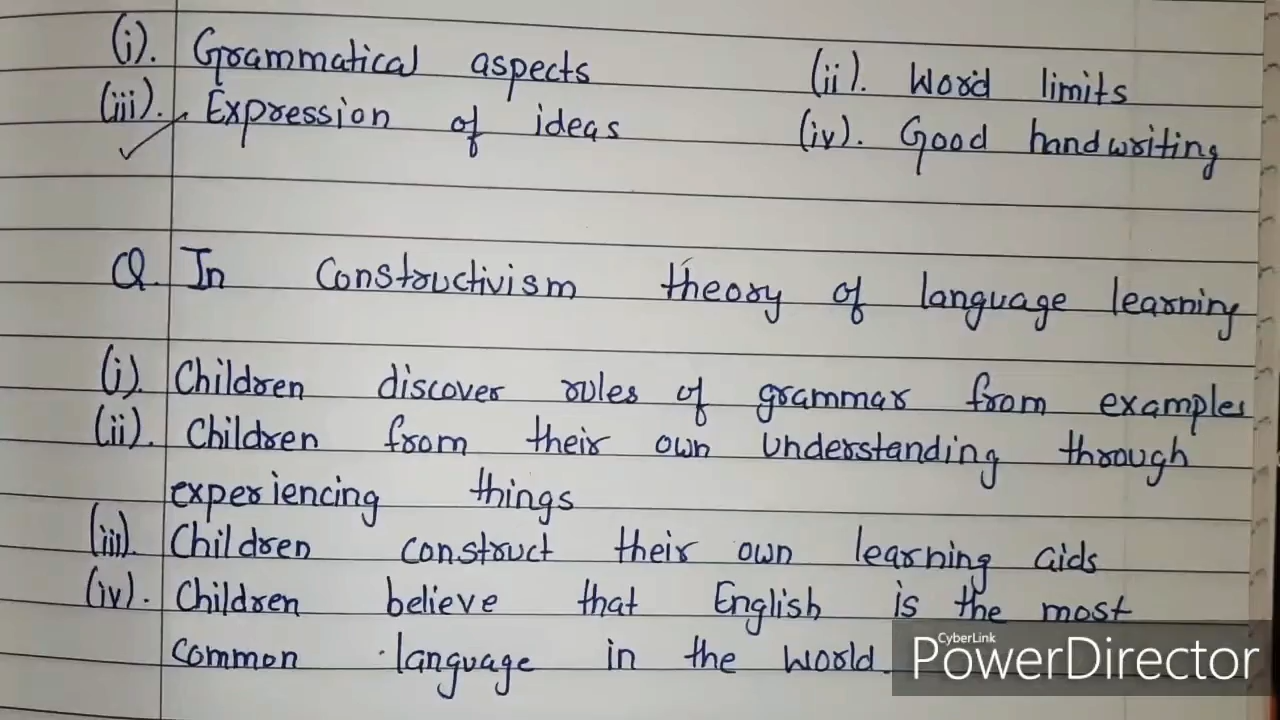 (i). Grammatical aspects (ii). Word limits
(iii). Expression of ideas (iv). Good handwriting
Q. In Constructivism theory of language learning
(i). Children discover rules of grammar from examples
(ii). Children from their own understanding through
experiencing things
(iii). Children construct their own learning aids
(iv). Children believe that English is the most
common language in the world.
CyberLink
PowerDirector